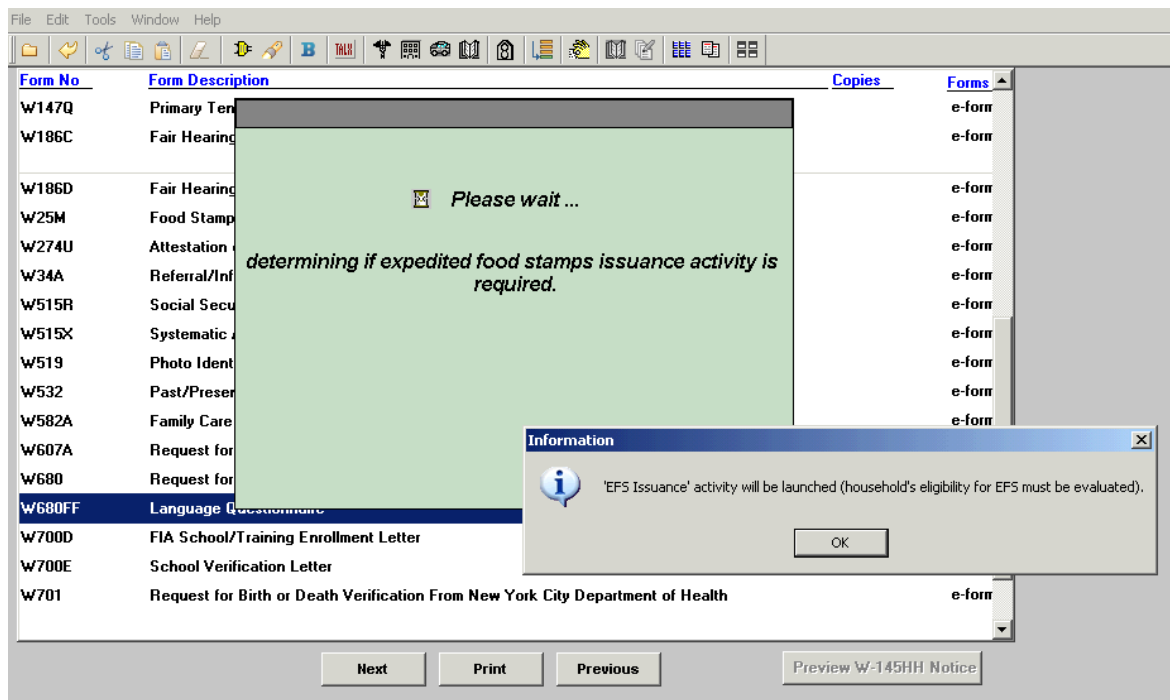 File Edit Tools Window Help
B TALX
Form No Form Description Copies Forms
W147Q Primary Ten e-form
W186C Fair Hearing e-form
W186D Fair Hearing e-form
W25M Food Stamp e-form
W274U Attestation e-form
W34A Referral/Inf e-form
W515R Social Secu e-form
W515X Systematic e-form
W519 Photo Ident e-form
W532 Past/Presen e-form
W582A Family Care e-form
W607A Request for
W680 Request for
W680FF Language Questionnaire
W700D FIA School/Training Enrollment Letter
W700E School Verification Letter
W701 Request for Birth or Death Verification From New York City Department of Health e-form
Please wait ...
determining if expedited food stamps issuance activity is
required.
Information
'EFS Issuance' activity will be launched (household's eligibility for EFS must be evaluated).
OK
Next Print Previous Preview W-145HH Notice